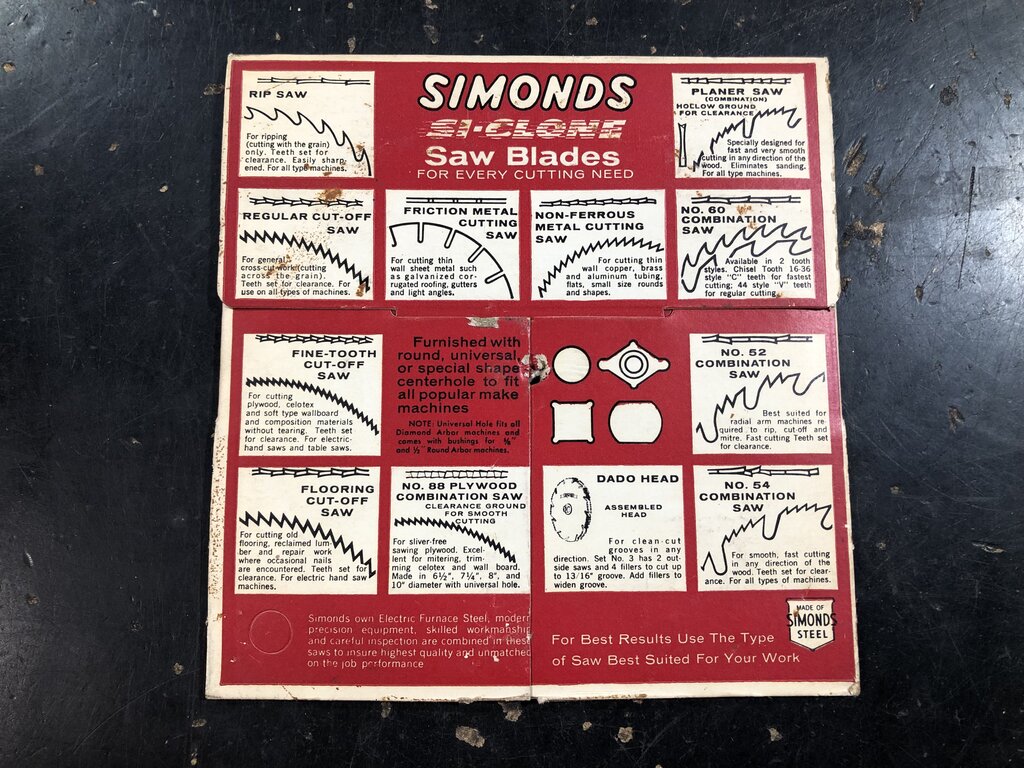 SIMONDS
SI-CLONE
Saw Blades
FOR EVERY CUTTING NEED
RIP SAW
For ripping
(cutting with the grain)
only. Teeth set for
clearance. Easily sharp-
ened. For all type machines.
PLANER SAW
(COMBINATION)
HOLLOW GROUND
FOR CLEARANCE
Specially designed for
fast and very smooth
cutting in any direction of the
wood. Eliminates sanding.
For all type machines.
REGULAR CUT-OFF
SAW
For general
cross-cut work (cutting
across the grain).
Teeth set for clearance. For
use on all types of machines.
FRICTION METAL
CUTTING
SAW
For cutting thin
wall sheet metal such
as galvanized cor-
rugated roofing, gutters
and light angles.
NON-FERROUS
METAL CUTTING
SAW
For cutting thin
wall copper, brass
and aluminum tubing,
flats, small size rounds
and shapes.
NO. 60
COMBINATION
SAW
Available in 2 tooth
styles. Chisel Tooth 16-36
style "C" teeth for fastest
cutting; 44 style "V" teeth
for regular cutting.
FINE-TOOTH
CUT-OFF
SAW
For cutting
plywood, celotex
and soft type wallboard
and composition materials
without tearing. Teeth set
for clearance. For electric-
hand saws and table saws.
Furnished with
round, universal,
or special shape
centerhole to fit
all popular make
machines
NOTE: Universal Hole fits all
Diamond Arbor machines and
comes with bushings for ⅝"
and ½" Round Arbor machines.
NO. 52
COMBINATION
SAW
Best suited for
radial arm machines re-
quired to rip, cut-off and
mitre. Fast cutting Teeth set
for clearance.
FLOORING
CUT-OFF
SAW
For cutting old
flooring, reclaimed lum-
ber and repair work
where occasional nails
are encountered. Teeth set for
clearance. For electric hand saw
machines.
NO. 88 PLYWOOD
COMBINATION SAW
CLEARANCE GROUND
FOR SMOOTH
CUTTING
For sliver-free
sawing plywood. Excel-
lent for mitering, trim-
ming celotex and wall board.
Made in 6½", 7¼", 8", and
10" diameter with universal hole.
DADO HEAD
ASSEMBLED
HEAD
For clean-cut
grooves in any
direction. Set No. 3 has 2 out-
side saws and 4 fillers to cut up
to 13/16" groove. Add fillers to
widen groove.
NO. 54
COMBINATION
SAW
For smooth, fast cutting
in any direction of the
wood. Teeth set for clear-
ance. For all types of machines.
Simonds own Electric Furnace Steel, modern
precision equipment, skilled workmanship
and careful inspection are combined in these
saws to insure highest quality and unmatched
on the job performance
For Best Results Use The Type
of Saw Best Suited For Your Work
MADE OF
SIMONDS
STEEL